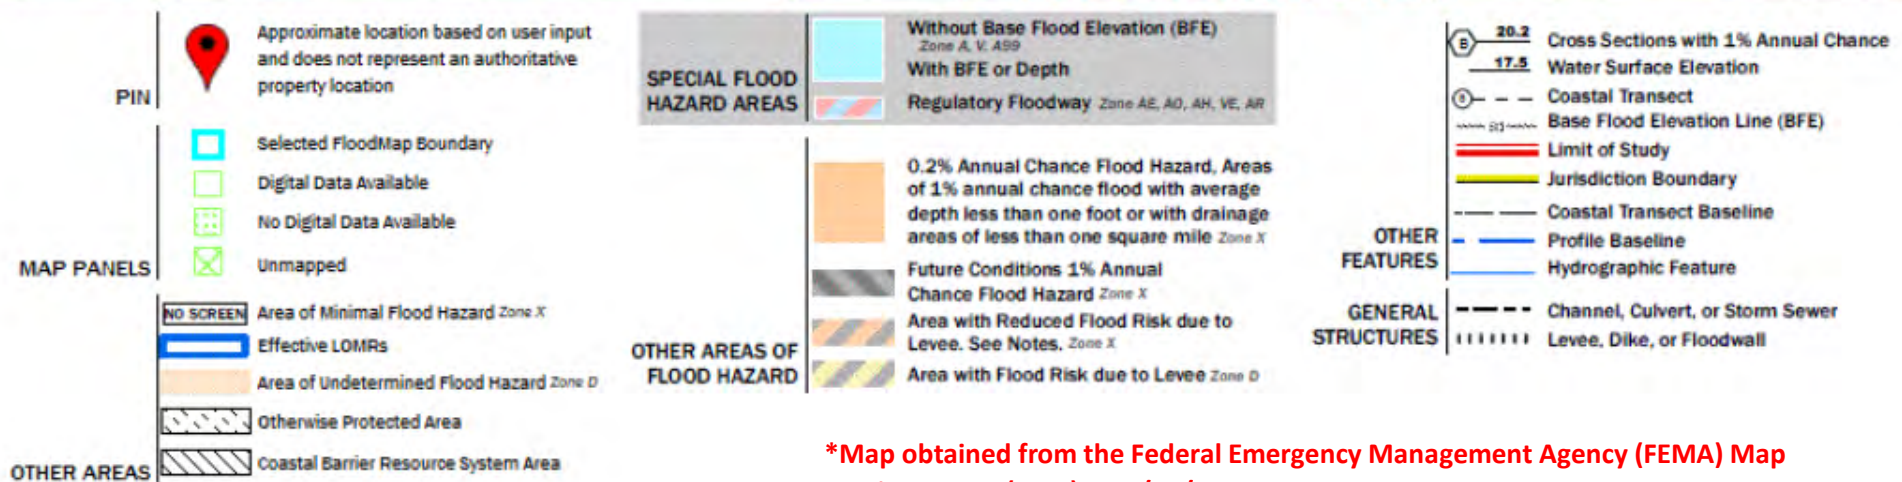 PIN
Approximate location based on user input
and does not represent an authoritative
property location
MAP PANELS
Selected FloodMap Boundary
Digital Data Available
No Digital Data Available
Unmapped
OTHER AREAS
NO SCREEN Area of Minimal Flood Hazard Zone X
Effective LOMRs
Area of Undetermined Flood Hazard Zone D
Otherwise Protected Area
Coastal Barrier Resource System Area
SPECIAL FLOOD
HAZARD AREAS
Without Base Flood Elevation (BFE)
Zone A, V, A99
With BFE or Depth
Regulatory Floodway Zone AE, AO, AH, VE, AR
OTHER AREAS OF
FLOOD HAZARD
0.2% Annual Chance Flood Hazard, Areas
of 1% annual chance flood with average
depth less than one foot or with drainage
areas of less than one square mile Zone X
Future Conditions 1% Annual
Chance Flood Hazard Zone X
Area with Reduced Flood Risk due to
Levee. See Notes. Zone X
Area with Flood Risk due to Levee Zone D
OTHER
FEATURES
B 20.2 Cross Sections with 1% Annual Chance
17.5 Water Surface Elevation
Coastal Transect
Base Flood Elevation Line (BFE)
Limit of Study
Jurisdiction Boundary
Coastal Transect Baseline
Profile Baseline
Hydrographic Feature
GENERAL
STRUCTURES
Channel, Culvert, or Storm Sewer
Levee, Dike, or Floodwall
*Map obtained from the Federal Emergency Management Agency (FEMA) Map